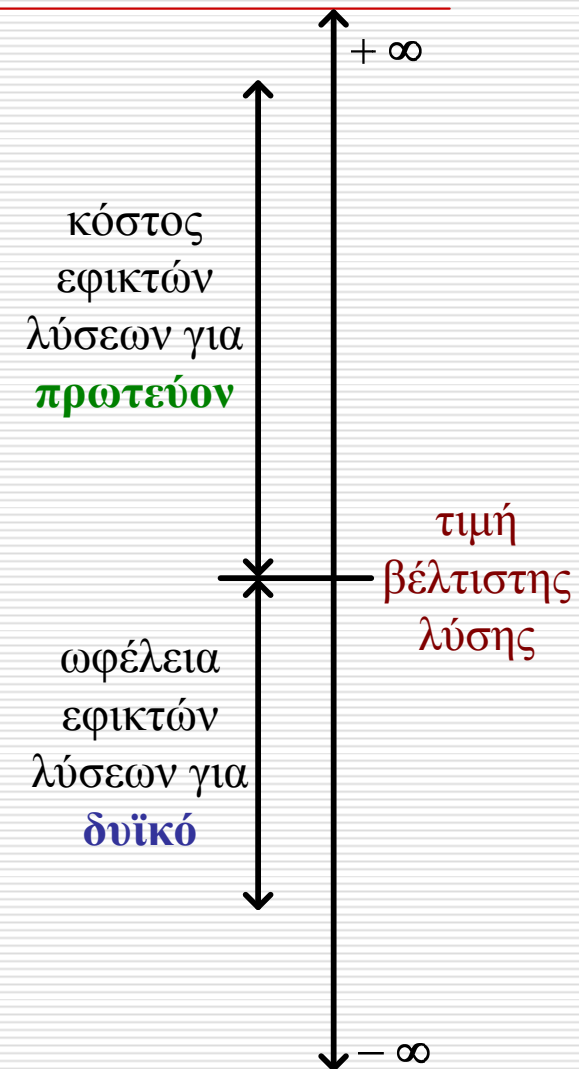 + ∞
κόστος
εφικτών
λύσεων για
πρωτεύον
τιμή
βέλτιστης
λύσης
ωφέλεια
εφικτών
λύσεων για
δυϊκό
− ∞